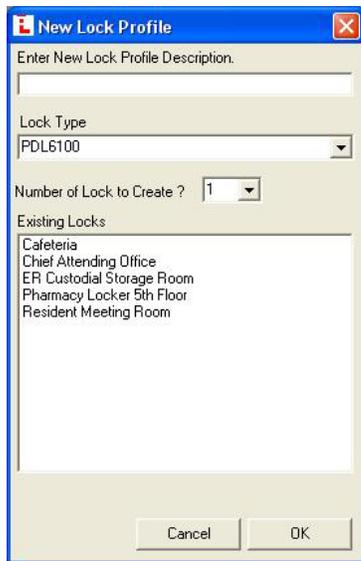 New Lock Profile
Enter New Lock Profile Description.
Lock Type
PDL6100
Number of Lock to Create ? 1
Existing Locks
Cafeteria
Chief Attending Office
ER Custodial Storage Room
Pharmacy Locker 5th Floor
Resident Meeting Room
Cancel OK